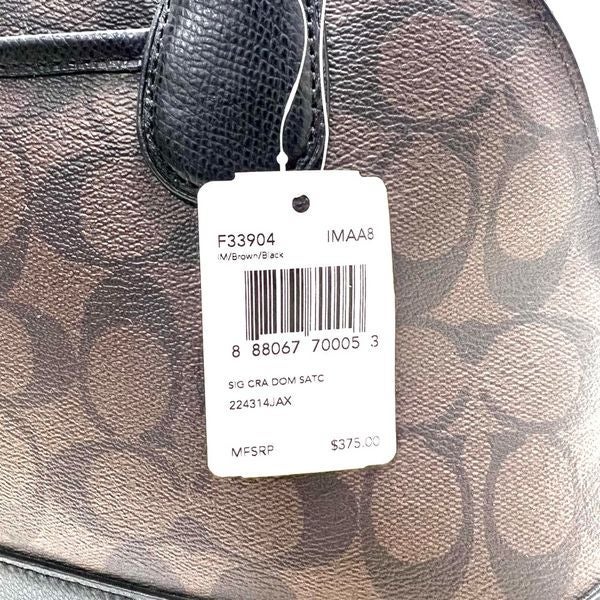 F33904 IMAA8
IM/Brown/Black
8 88067 70005 3
SIG CRA DOM SATC
224314JAX
MFSRP $375.00